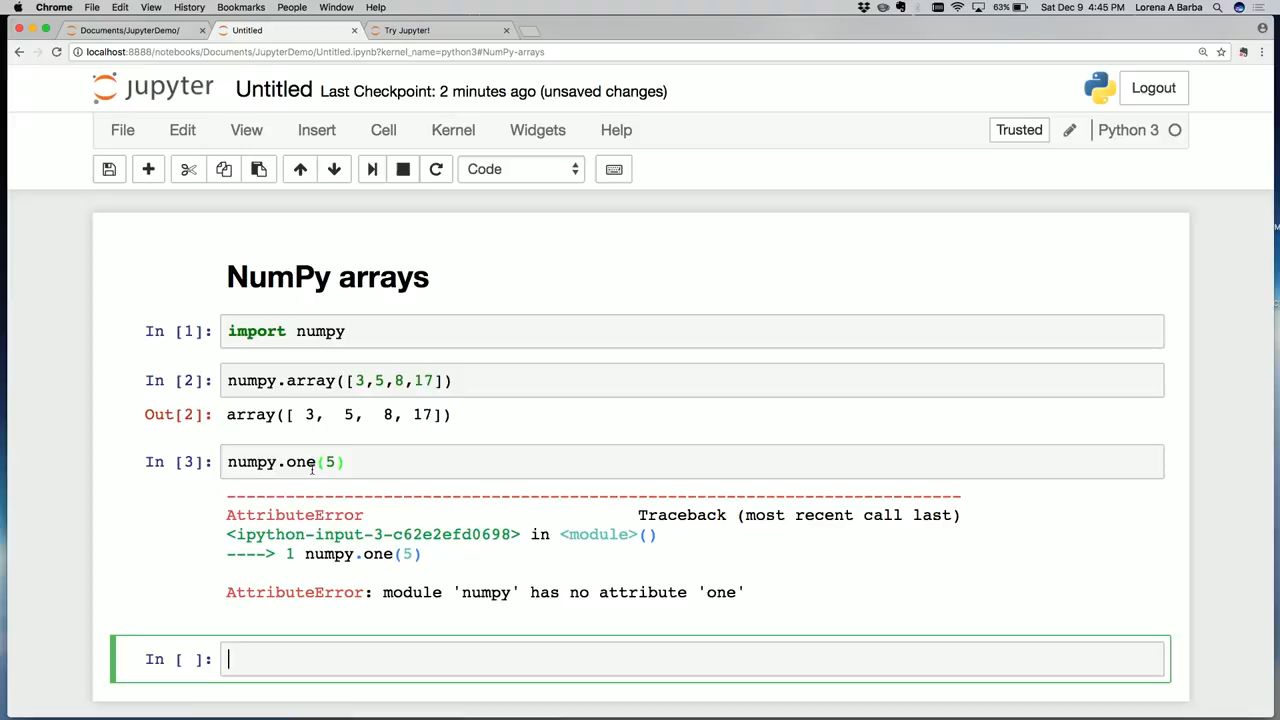 Chrome File Edit View History Bookmarks People Window Help 63% Sat Dec 9 4:45 PM Lorena A Barba
Documents/JupyterDemo/ Untitled Try Jupyter!
localhost:8888/notebooks/Documents/JupyterDemo/Untitled.ipynb?kernel_name=python3#NumPy-arrays
jupyter Untitled Last Checkpoint: 2 minutes ago (unsaved changes) Logout
File Edit View Insert Cell Kernel Widgets Help Trusted Python 3
Code
NumPy arrays
In [1]: import numpy
In [2]: numpy.array([3,5,8,17])
Out[2]: array([ 3,  5,  8, 17])
In [3]: numpy.one(5)
---------------------------------------------------------------------------
AttributeError Traceback (most recent call last)
<ipython-input-3-c62e2efd0698> in <module>()
----> 1 numpy.one(5)
AttributeError: module 'numpy' has no attribute 'one'
In [ ]: